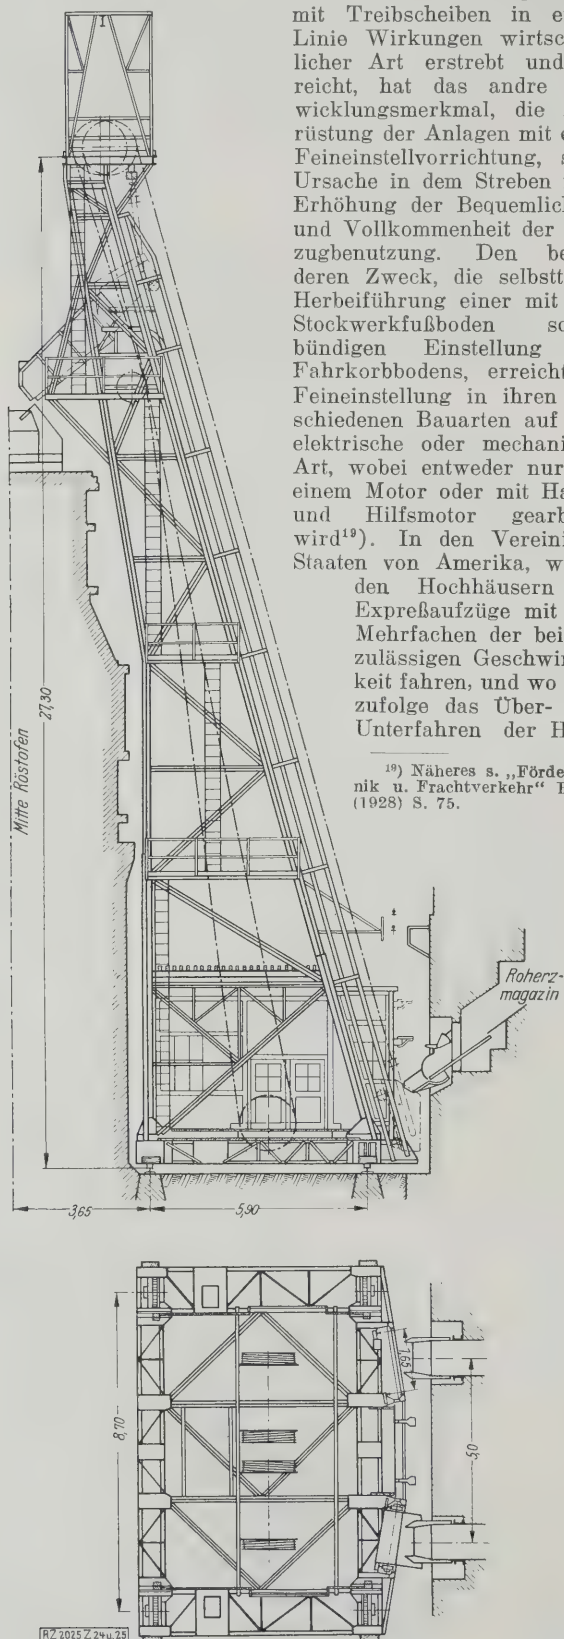 mit Treibscheiben in e
Linie Wirkungen wirtsc
licher Art erstrebt und
reicht, hat das andre
wicklungsmerkmal, die
rüstung der Anlagen mit e
Feineinstellvorrichtung, s
Ursache in dem Streben
Erhöhung der Bequemlic
und Vollkommenheit der
zugbenutzung. Den be
deren Zweck, die selbstt
Herbeiführung einer mit
Stockwerkfußboden sc
bündigen Einstellung
Fahrkorbbodens, erreicht
Feineinstellung in ihren
schiedenen Bauarten auf
elektrische oder mechani
Art, wobei entweder nur
einem Motor oder mit Ha
und Hilfsmotor gearb
wird¹⁹). In den Vereini
Staaten von Amerika, w
den Hochhäusern
Expreßaufzüge mit
Mehrfachen der bei
zulässigen Geschwin
keit fahren, und wo
zufolge das Über-
Unterfahren der H
¹⁹) Näheres s. „Förde
nik u. Frachtverkehr“ B
(1928) S. 75.
Mitte Röstofen
27,30
Roherz-
magazin
3,65
5,90
8,70
1,65
5,0
RZ 2025 Z 24 u. 25